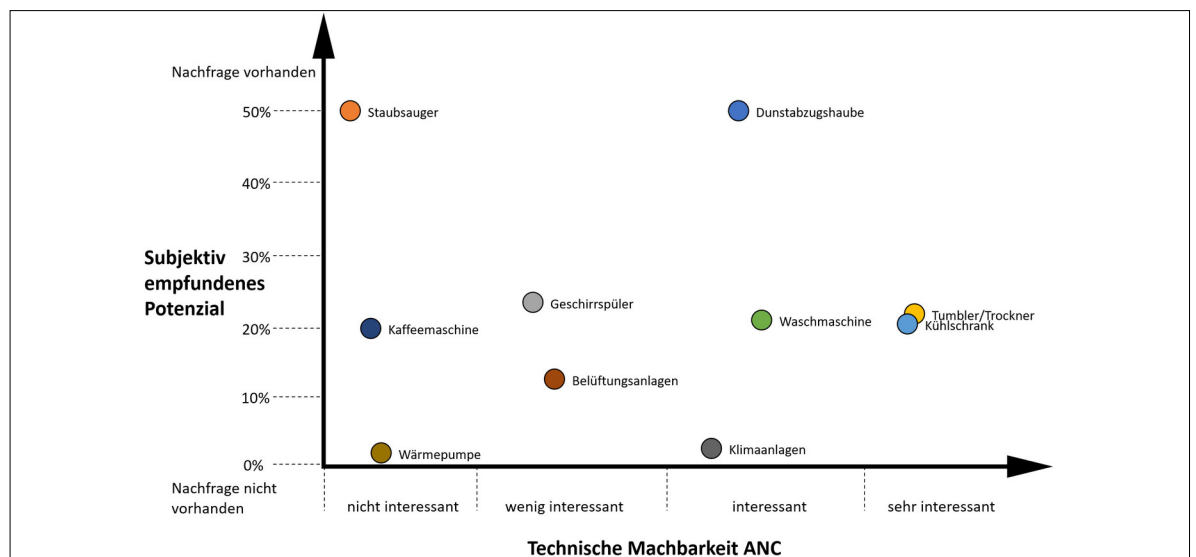 Nachfrage vorhanden
50%
Staubsauger
Dunstabzugshaube
40%
Subjektiv
empfundenes
Potenzial
30%
Geschirrspüler
20%
Kaffeemaschine
Waschmaschine
Tumbler/Trockner
Kühlschrank
Belüftungsanlagen
10%
Wärmepumpe
Klimaanlagen
0%
Nachfrage nicht
vorhanden
nicht interessant
wenig interessant
interessant
sehr interessant
Technische Machbarkeit ANC